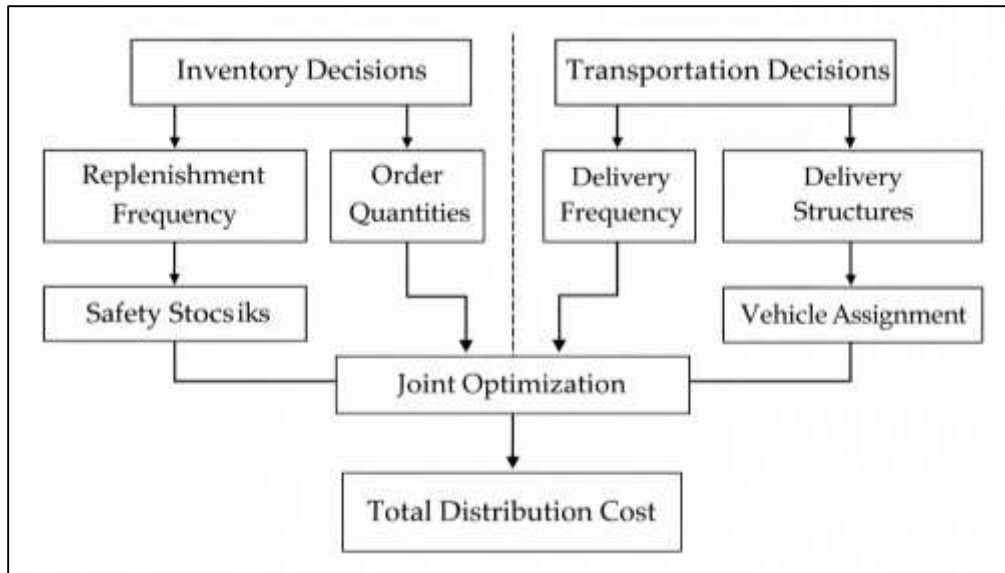 Inventory Decisions
Transportation Decisions
Replenishment
Frequency
Order
Quantities
Delivery
Frequency
Delivery
Structures
Safety Stocsiks
Vehicle Assignment
Joint Optimization
Total Distribution Cost